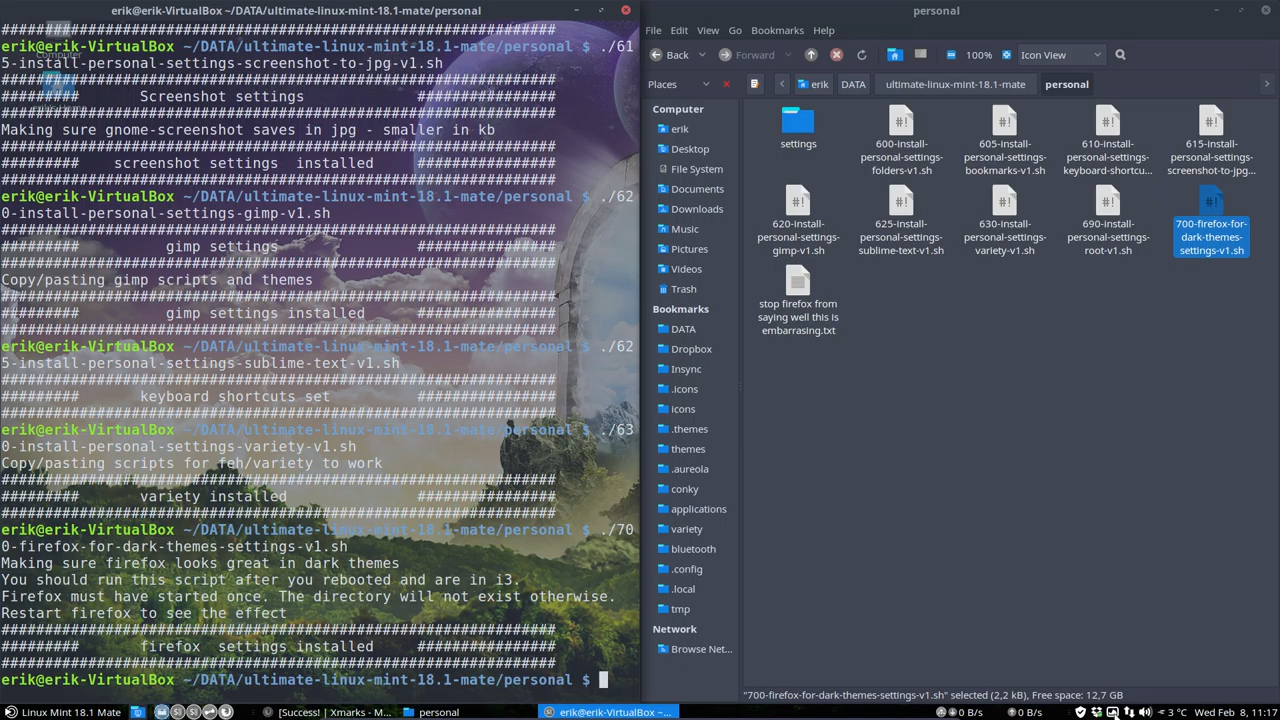 erik@erik-VirtualBox ~/DATA/ultimate-linux-mint-18.1-mate/personal
################################################################
erik@erik-VirtualBox ~/DATA/ultimate-linux-mint-18.1-mate/personal $ ./61
5-install-personal-settings-screenshot-to-jpg-v1.sh
################################################################
######### Screenshot settings ################
################################################################
Making sure gnome-screenshot saves in jpg - smaller in kb
################################################################
######### screenshot settings installed ################
################################################################
erik@erik-VirtualBox ~/DATA/ultimate-linux-mint-18.1-mate/personal $ ./62
0-install-personal-settings-gimp-v1.sh
################################################################
######### gimp settings ################
################################################################
Copy/pasting gimp scripts and themes
################################################################
######### gimp settings installed ################
################################################################
erik@erik-VirtualBox ~/DATA/ultimate-linux-mint-18.1-mate/personal $ ./62
5-install-personal-settings-sublime-text-v1.sh
################################################################
######### keyboard shortcuts set ################
################################################################
erik@erik-VirtualBox ~/DATA/ultimate-linux-mint-18.1-mate/personal $ ./63
0-install-personal-settings-variety-v1.sh
Copy/pasting scripts for feh/variety to work
################################################################
######### variety installed ################
################################################################
erik@erik-VirtualBox ~/DATA/ultimate-linux-mint-18.1-mate/personal $ ./70
0-firefox-for-dark-themes-settings-v1.sh
Making sure firefox looks great in dark themes
You should run this script after you rebooted and are in i3.
Firefox must have started once. The directory will not exist otherwise.
Restart firefox to see the effect
################################################################
######### firefox settings installed ################
################################################################
erik@erik-VirtualBox ~/DATA/ultimate-linux-mint-18.1-mate/personal $
personal
File Edit View Go Bookmarks Help
Back Forward 100% Icon View
Places erik DATA ultimate-linux-mint-18.1-mate personal
Computer
erik
Desktop
File System
Documents
Downloads
Music
Pictures
Videos
Trash
Bookmarks
DATA
Dropbox
Insync
.icons
icons
.themes
themes
.aureola
conky
applications
variety
bluetooth
.config
.local
tmp
Network
Browse Net...
settings
600-install-
personal-settings-
folders-v1.sh
605-install-
personal-settings-
bookmarks-v1.sh
610-install-
personal-settings-
keyboard-shortcu...
615-install-
personal-settings-
screenshot-to-jpg...
620-install-
personal-settings-
gimp-v1.sh
625-install-
personal-settings-
sublime-text-v1.sh
630-install-
personal-settings-
variety-v1.sh
690-install-
personal-settings-
root-v1.sh
700-firefox-for-
dark-themes-
settings-v1.sh
stop firefox from
saying well this is
embarrasing.txt
"700-firefox-for-dark-themes-settings-v1.sh" selected (2,2 kB), Free space: 12,7 GB
Linux Mint 18.1 Mate [Success! | Xmarks - M... personal erik@erik-VirtualBox ~... 0 B/s 0 B/s 3 °C Wed Feb 8, 11:17